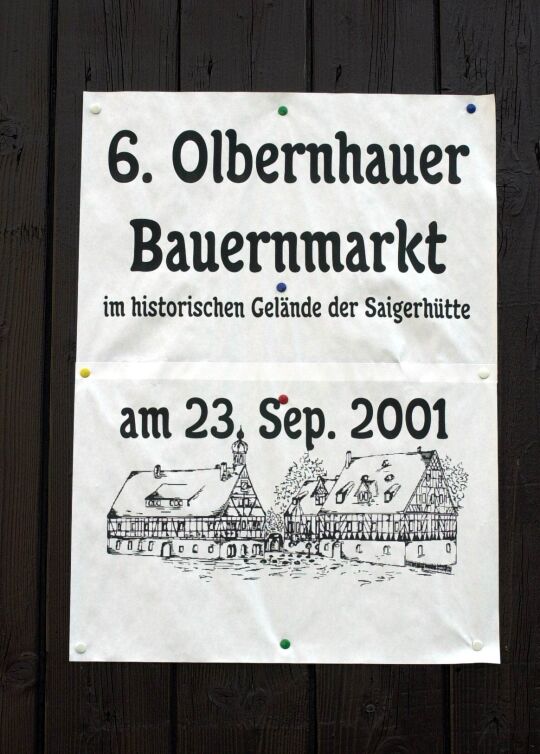 6. Olbernhauer
Bauernmarkt
im historischen Gelände der Saigerhütte
am 23. Sep. 2001